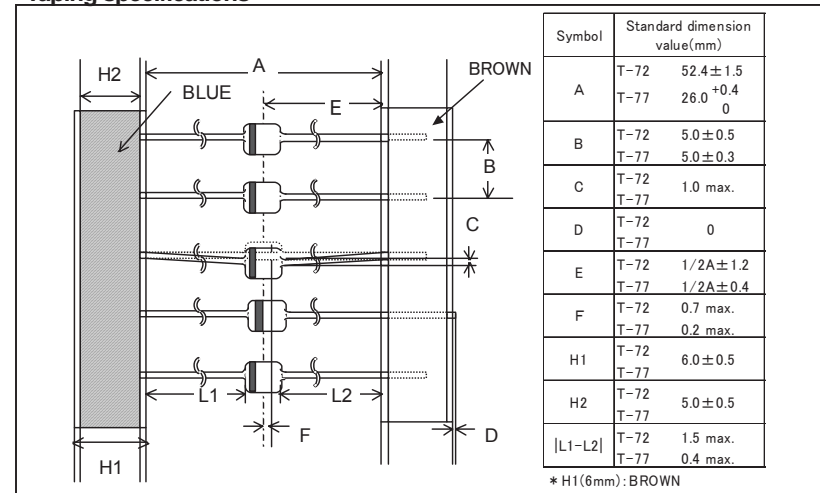 Taping specifications
H2
A
BROWN
BLUE
E
B
C
L1
L2
F
D
H1
Symbol
Standard dimension
value(mm)
A
T-72 52.4±1.5
T-77 26.0 +0.4
0
B
T-72 5.0±0.5
T-77 5.0±0.3
C
T-72
1.0 max.
T-77
D
T-72
0
T-77
E
T-72 1/2A±1.2
T-77 1/2A±0.4
F
T-72 0.7 max.
T-77 0.2 max.
H1
T-72
6.0±0.5
T-77
H2
T-72
5.0±0.5
T-77
|L1-L2|
T-72 1.5 max.
T-77 0.4 max.
* H1(6mm): BROWN